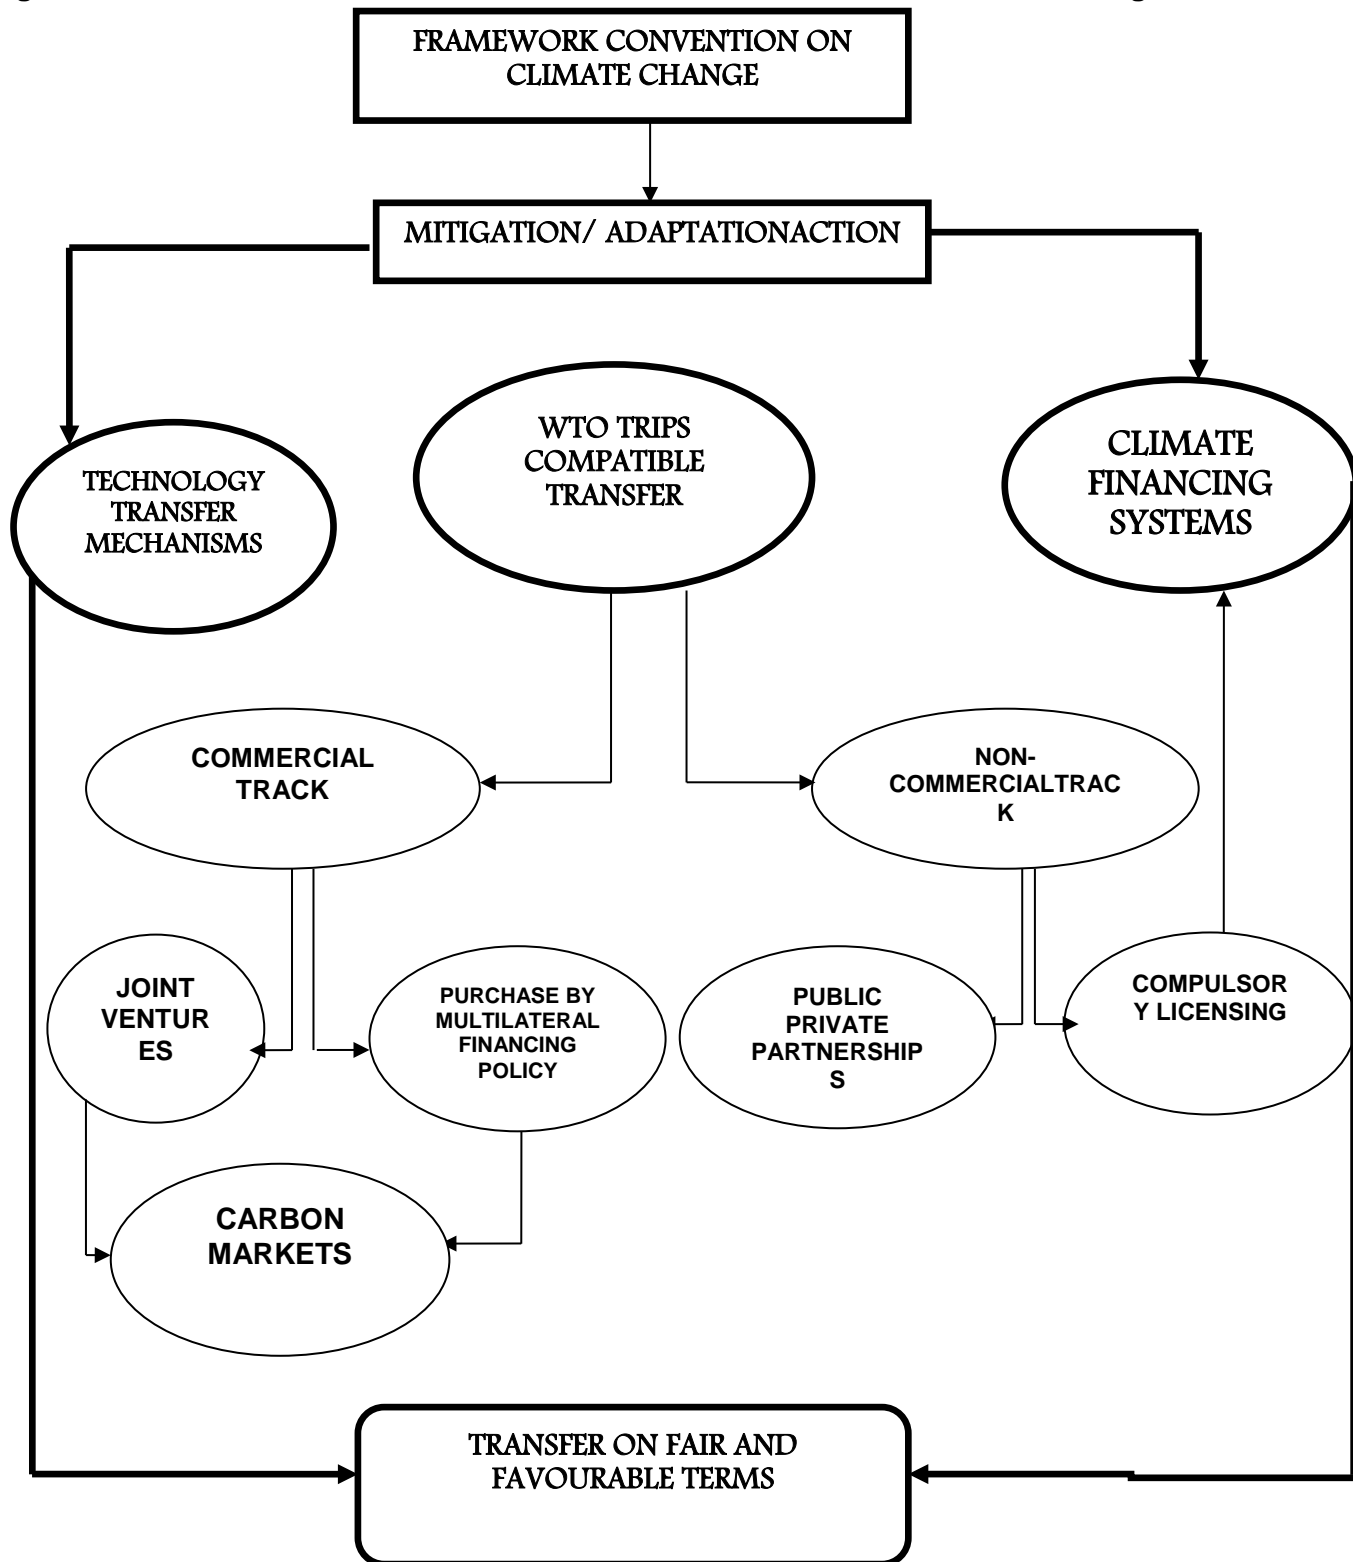 FRAMEWORK CONVENTION ON
CLIMATE CHANGE
MITIGATION/ ADAPTATIONACTION
WTO TRIPS
COMPATIBLE
TRANSFER
CLIMATE
FINANCING
SYSTEMS
TECHNOLOGY
TRANSFER
MECHANISMS
COMMERCIAL
TRACK
NON-
COMMERCIALTRAC
K
JOINT
VENTUR
ES
PURCHASE BY
MULTILATERAL
FINANCING
POLICY
PUBLIC
PRIVATE
PARTNERSHIP
S
COMPULSOR
Y LICENSING
CARBON
MARKETS
TRANSFER ON FAIR AND
FAVOURABLE TERMS